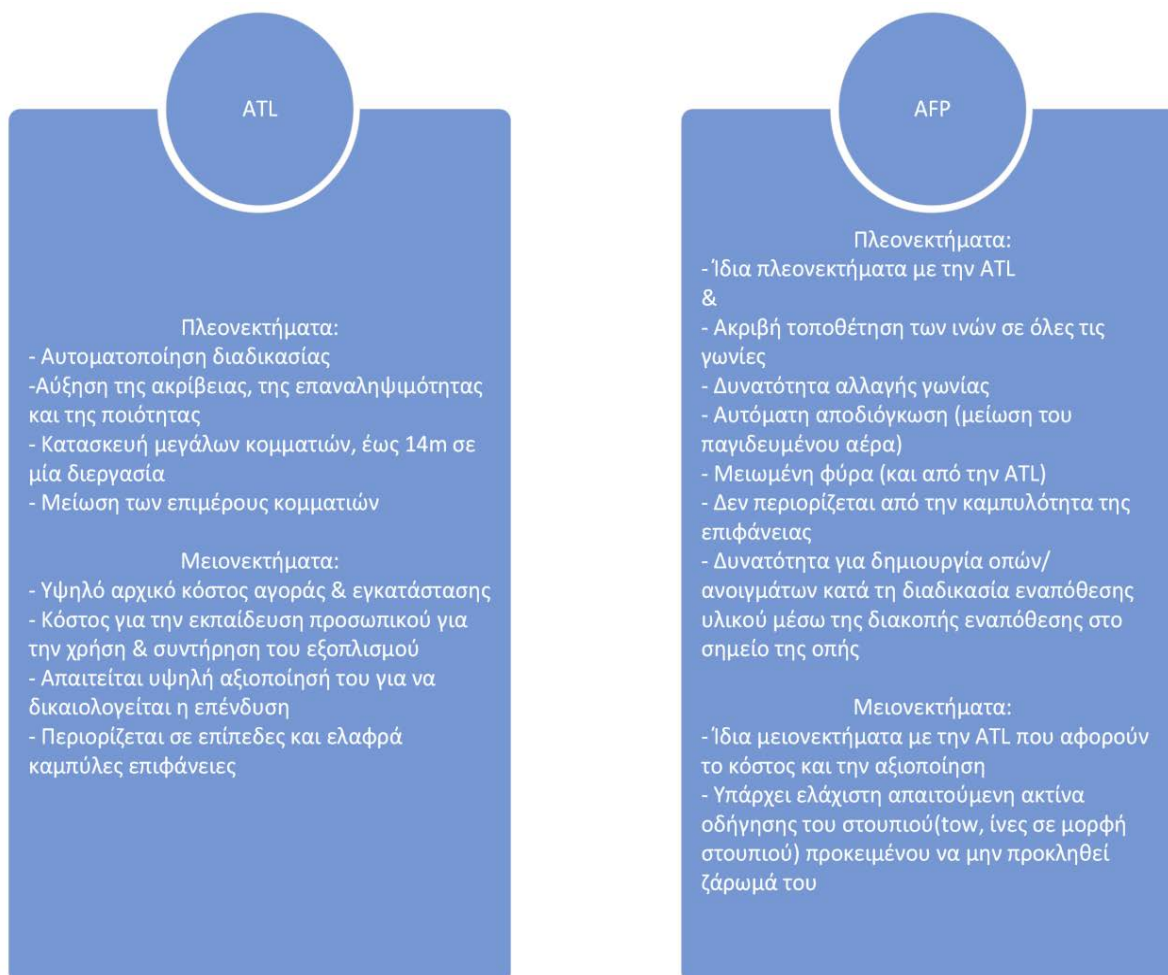 ATL
Πλεονεκτήματα:
- Αυτοματοποίηση διαδικασίας
-Αύξηση της ακρίβειας, της επαναληψιμότητας
και της ποιότητας
- Κατασκευή μεγάλων κομματιών, έως 14m σε
μία διεργασία
- Μείωση των επιμέρους κομματιών
Μειονεκτήματα:
- Υψηλό αρχικό κόστος αγοράς & εγκατάστασης
- Κόστος για την εκπαίδευση προσωπικού για
την χρήση & συντήρηση του εξοπλισμού
- Απαιτείται υψηλή αξιοποίησή του για να
δικαιολογείται η επένδυση
- Περιορίζεται σε επίπεδες και ελαφρά
καμπύλες επιφάνειες
AFP
Πλεονεκτήματα:
- Ίδια πλεονεκτήματα με την ATL
&
- Ακριβή τοποθέτηση των ινών σε όλες τις
γωνίες
- Δυνατότητα αλλαγής γωνίας
- Αυτόματη αποδιόγκωση (μείωση του
παγιδευμένου αέρα)
- Μειωμένη φύρα (και από την ATL)
- Δεν περιορίζεται από την καμπυλότητα της
επιφάνειας
- Δυνατότητα για δημιουργία οπών/
ανοιγμάτων κατά τη διαδικασία εναπόθεσης
υλικού μέσω της διακοπής εναπόθεσης στο
σημείο της οπής
Μειονεκτήματα:
- Ίδια μειονεκτήματα με την ATL που αφορούν
το κόστος και την αξιοποίηση
- Υπάρχει ελάχιστη απαιτούμενη ακτίνα
οδήγησης του στουπιού(tow, ίνες σε μορφή
στουπιού) προκειμένου να μην προκληθεί
ζάρωμά του